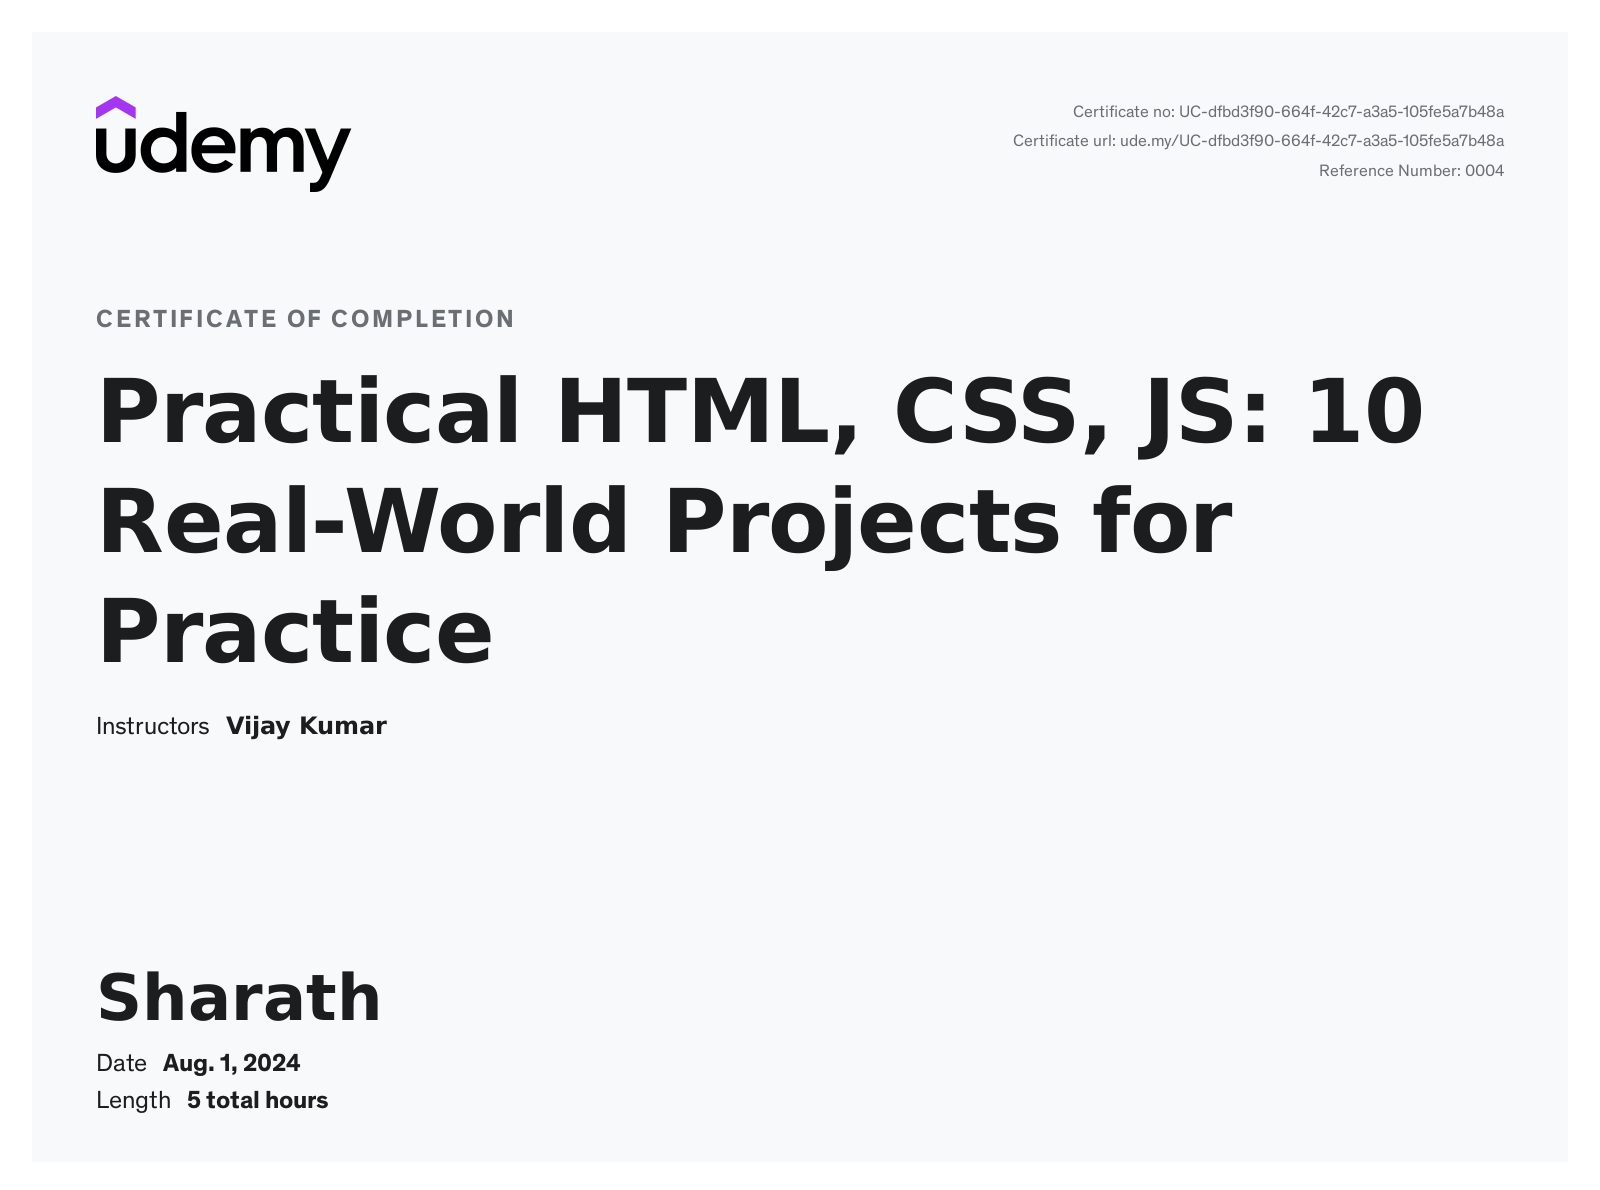 udemy
Certificate no: UC-dfbd3f90-664f-42c7-a3a5-105fe5a7b48a
Certificate url: ude.my/UC-dfbd3f90-664f-42c7-a3a5-105fe5a7b48a
Reference Number: 0004
CERTIFICATE OF COMPLETION
Practical HTML, CSS, JS: 10
Real-World Projects for
Practice
Instructors Vijay Kumar
Sharath
Date Aug. 1, 2024
Length 5 total hours